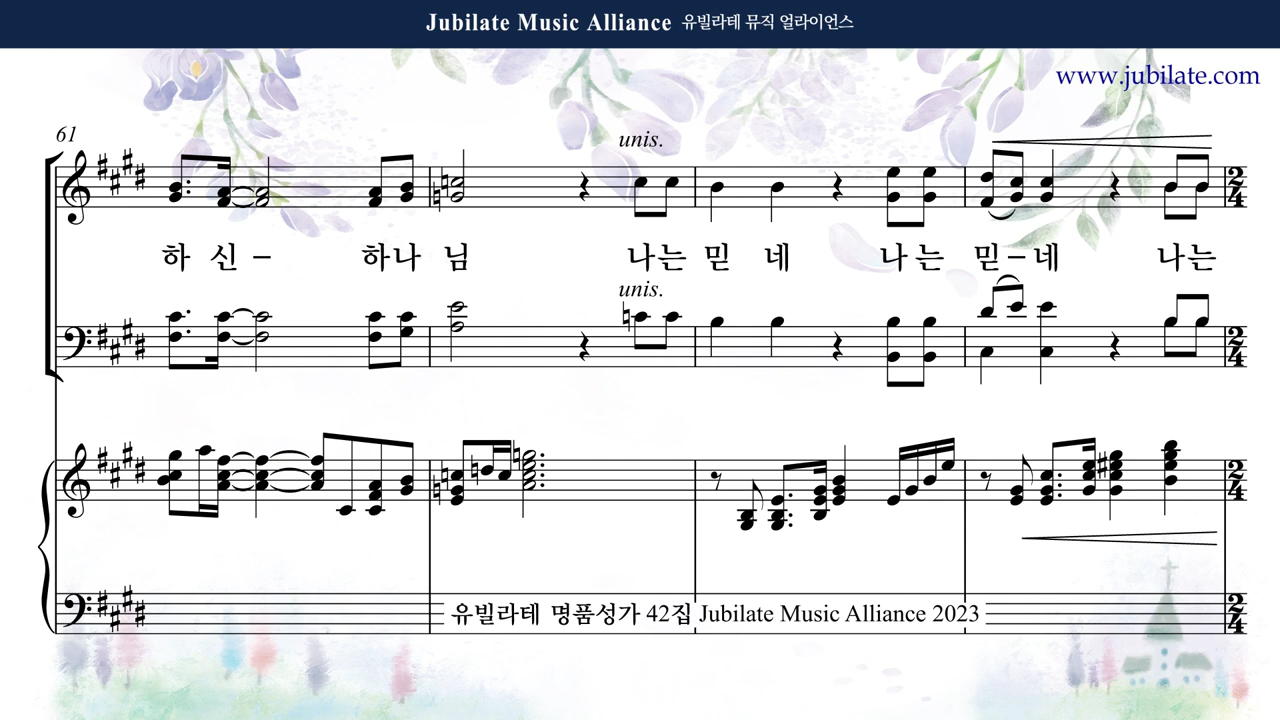 Jubilate Music Alliance 유빌라테 뮤직 얼라이언스
www.jubilate.com
61
unis.
하 신 – 하나 님 나는 믿 네 나는 믿 – 네 나는
unis.
유빌라테 명품성가 42집 Jubilate Music Alliance 2023